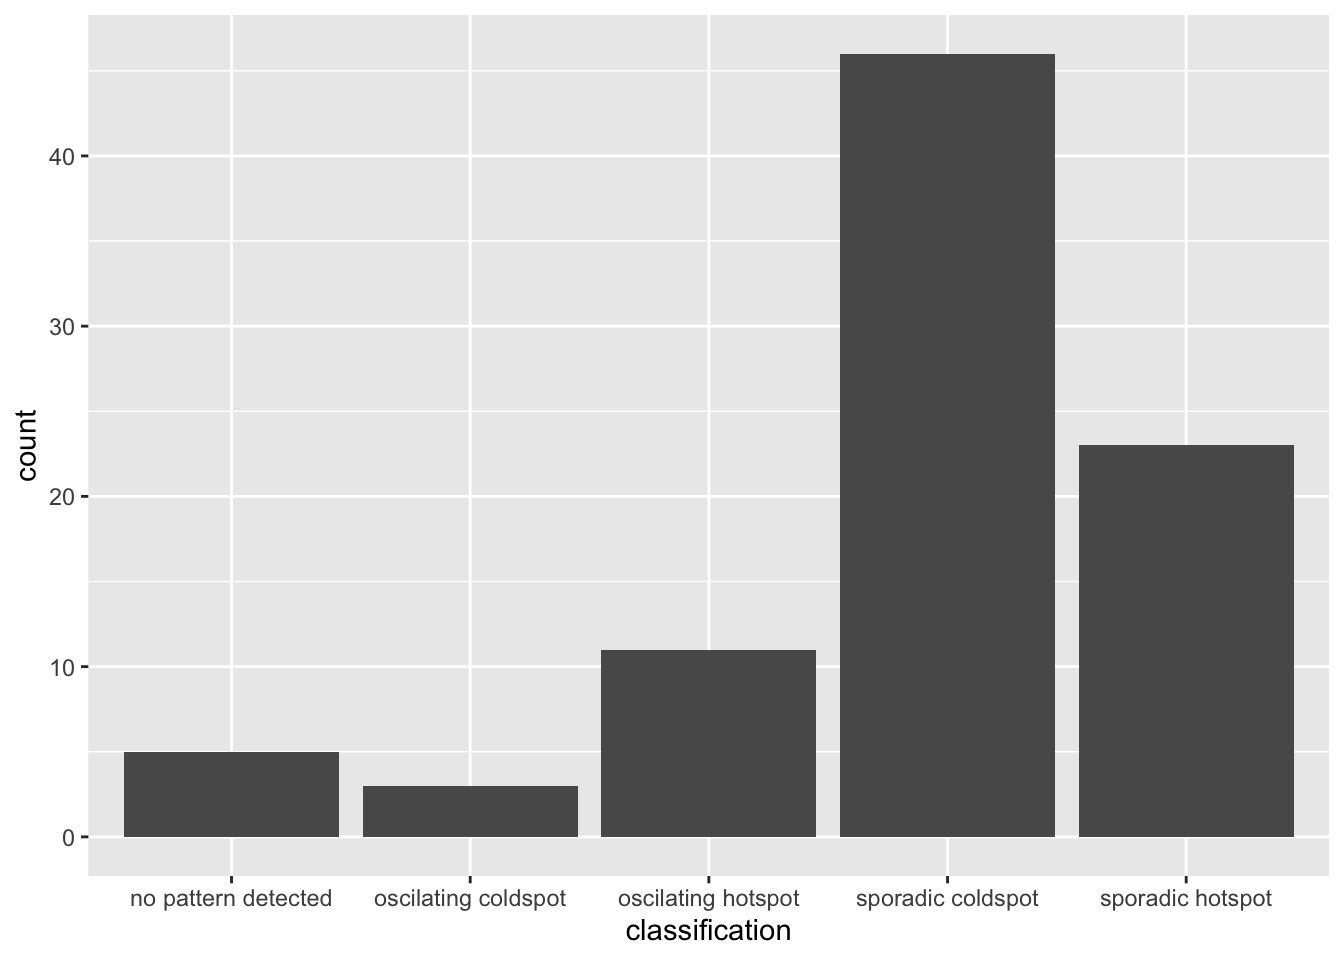 count
40
30
20
10
0
no pattern detected
oscilating coldspot
oscilating hotspot
sporadic coldspot
sporadic hotspot
classification